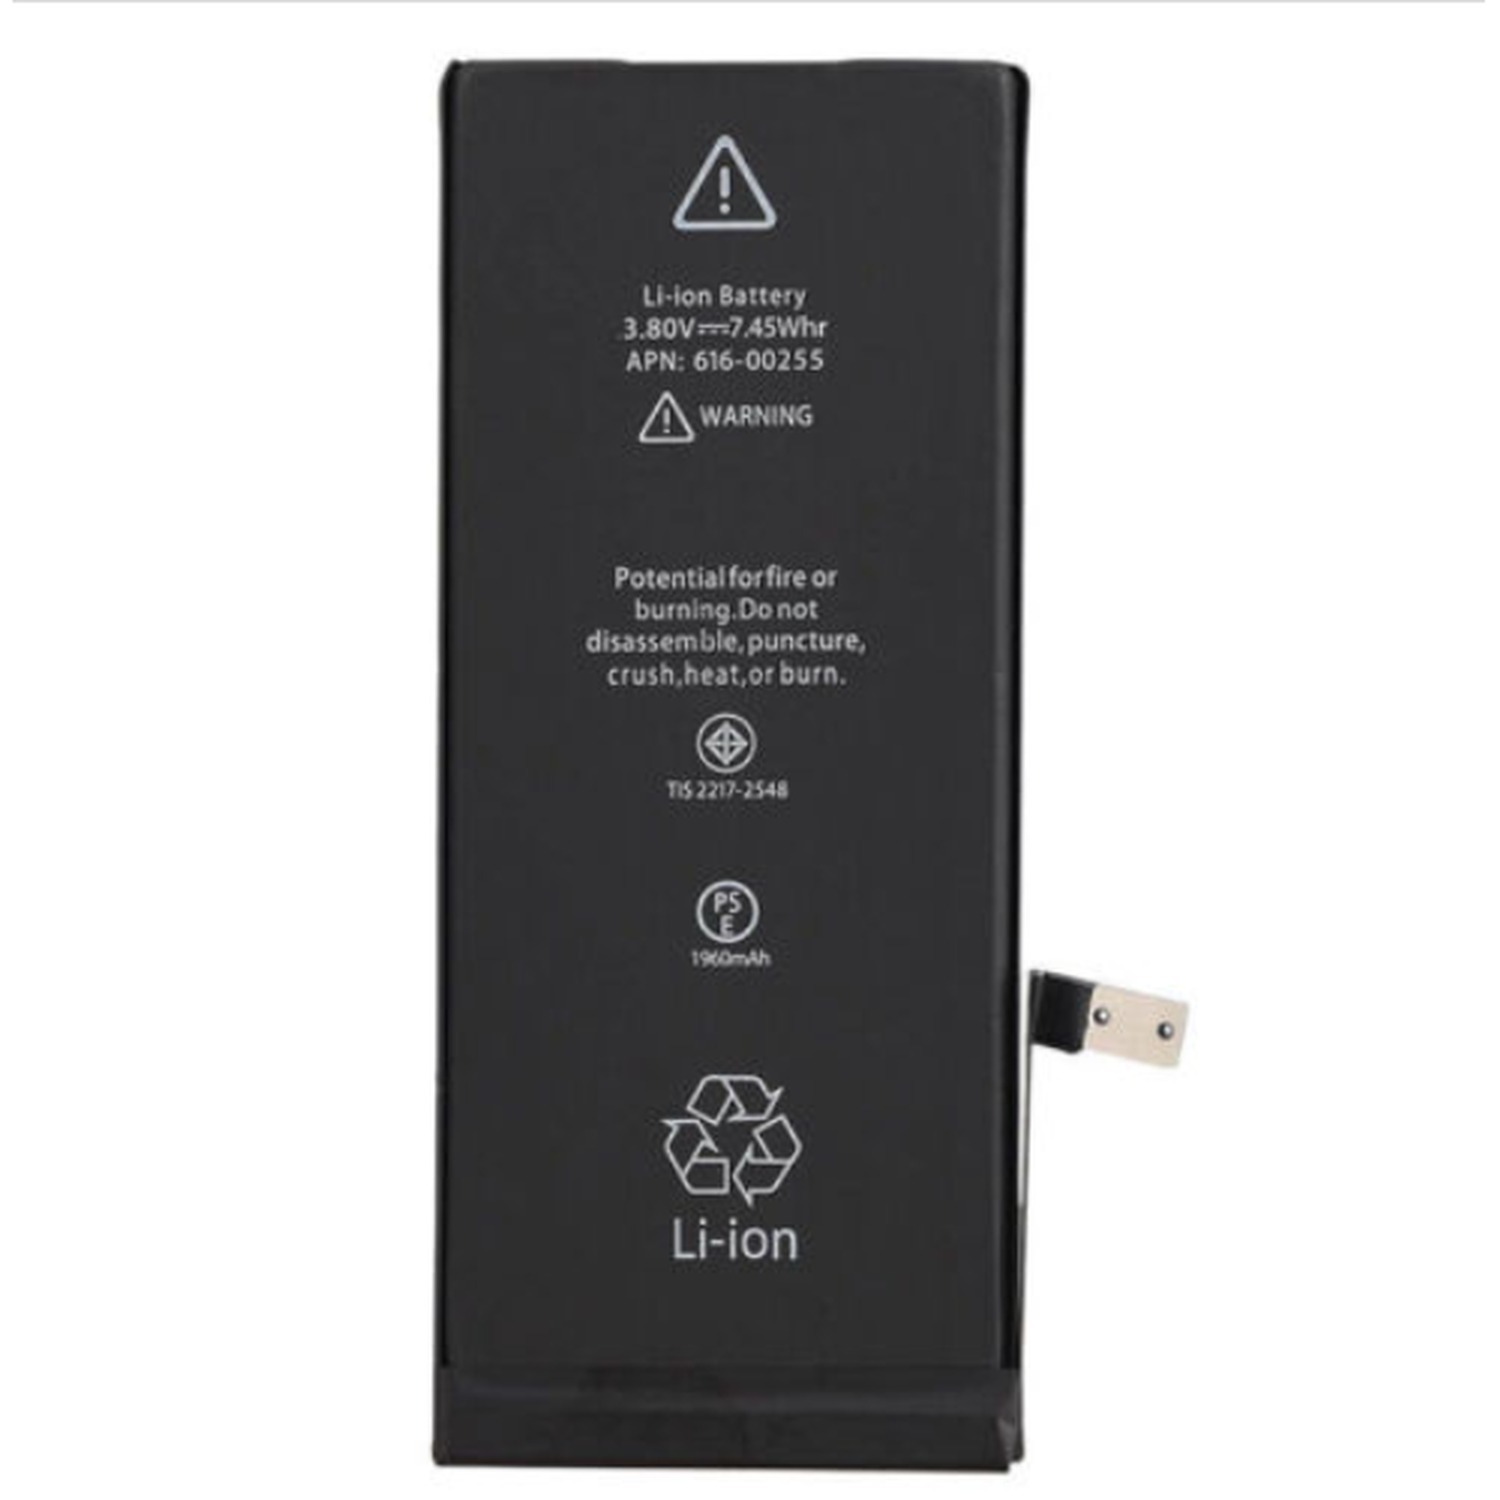 Li-ion Battery
3.80V⎓7.45Whr
APN: 616-00255
WARNING
Potential for fire or
burning.Do not
disassemble,puncture,
crush,heat,or burn.
TIS 2217-2548
PS
E
1960mAh
Li-ion